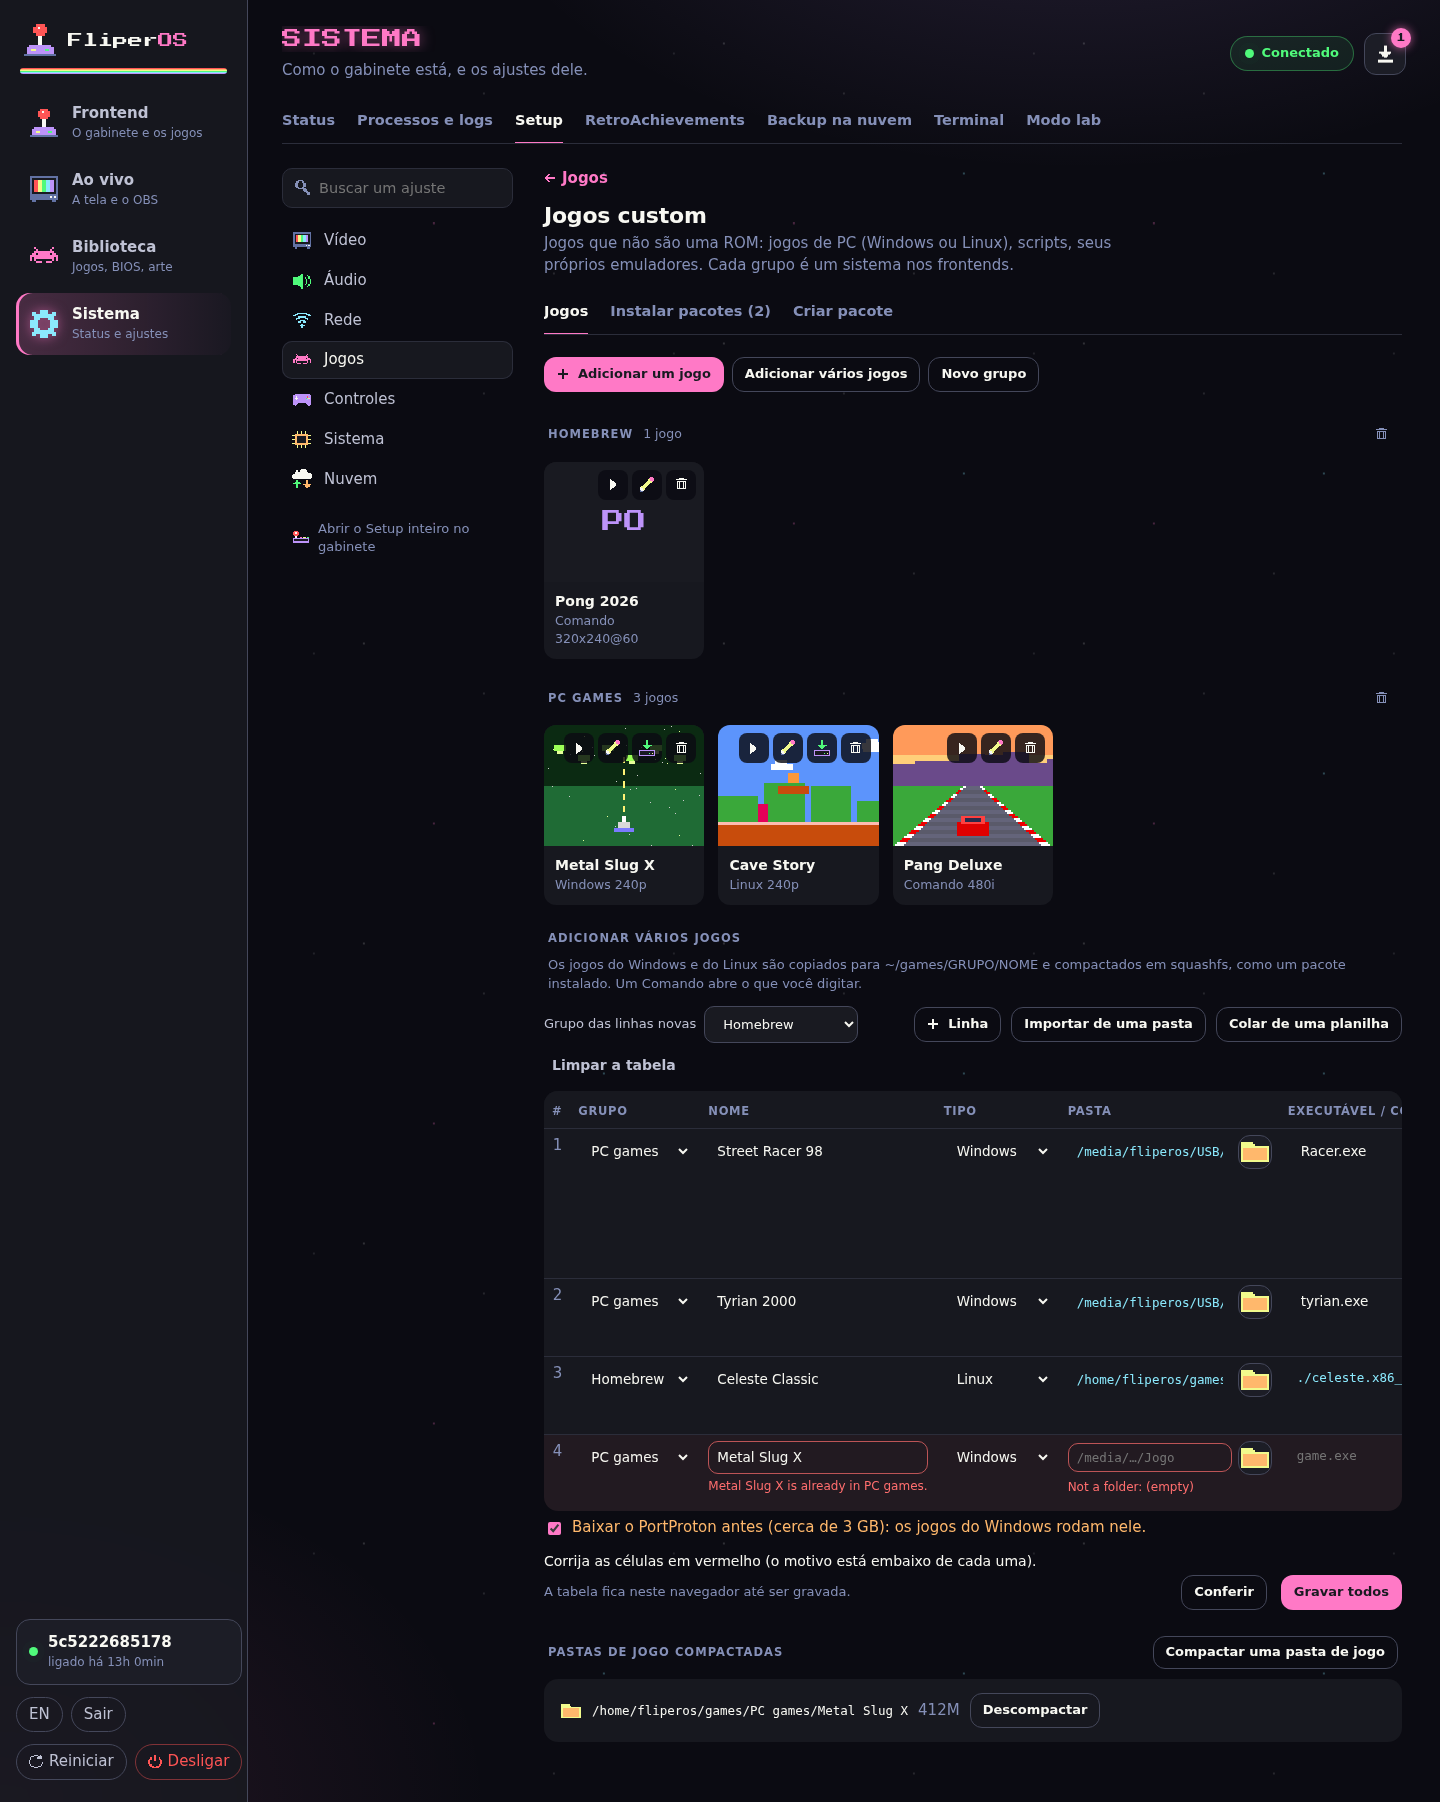 FliperOS
Frontend
O gabinete e os jogos
Ao vivo
A tela e o OBS
Biblioteca
Jogos, BIOS, arte
Sistema
Status e ajustes
5c5222685178
ligado há 13h 0min
EN
Sair
Reiniciar
Desligar
SISTEMA
Como o gabinete está, e os ajustes dele.
Conectado
1
Status
Processos e logs
Setup
RetroAchievements
Backup na nuvem
Terminal
Modo lab
Buscar um ajuste
Vídeo
Áudio
Rede
Jogos
Controles
Sistema
Nuvem
Abrir o Setup inteiro no
gabinete
← Jogos
Jogos custom
Jogos que não são uma ROM: jogos de PC (Windows ou Linux), scripts, seus
próprios emuladores. Cada grupo é um sistema nos frontends.
Jogos
Instalar pacotes (2)
Criar pacote
+ Adicionar um jogo
Adicionar vários jogos
Novo grupo
HOMEBREW 1 jogo
PO
Pong 2026
Comando
320x240@60
PC GAMES 3 jogos
Metal Slug X
Windows 240p
Cave Story
Linux 240p
Pang Deluxe
Comando 480i
ADICIONAR VÁRIOS JOGOS
Os jogos do Windows e do Linux são copiados para ~/games/GRUPO/NOME e compactados em squashfs, como um pacote
instalado. Um Comando abre o que você digitar.
Grupo das linhas novas
Homebrew
+ Linha
Importar de uma pasta
Colar de uma planilha
Limpar a tabela
# GRUPO NOME TIPO PASTA EXECUTÁVEL / C
1 PC games Street Racer 98 Windows /media/fliperos/USB/ Racer.exe
2 PC games Tyrian 2000 Windows /media/fliperos/USB/ tyrian.exe
3 Homebrew Celeste Classic Linux /home/fliperos/games ./celeste.x86_
4 PC games Metal Slug X Windows /media/…/Jogo game.exe
Metal Slug X is already in PC games.
Not a folder: (empty)
Baixar o PortProton antes (cerca de 3 GB): os jogos do Windows rodam nele.
Corrija as células em vermelho (o motivo está embaixo de cada uma).
A tabela fica neste navegador até ser gravada.
Conferir
Gravar todos
PASTAS DE JOGO COMPACTADAS
Compactar uma pasta de jogo
/home/fliperos/games/PC games/Metal Slug X 412M
Descompactar